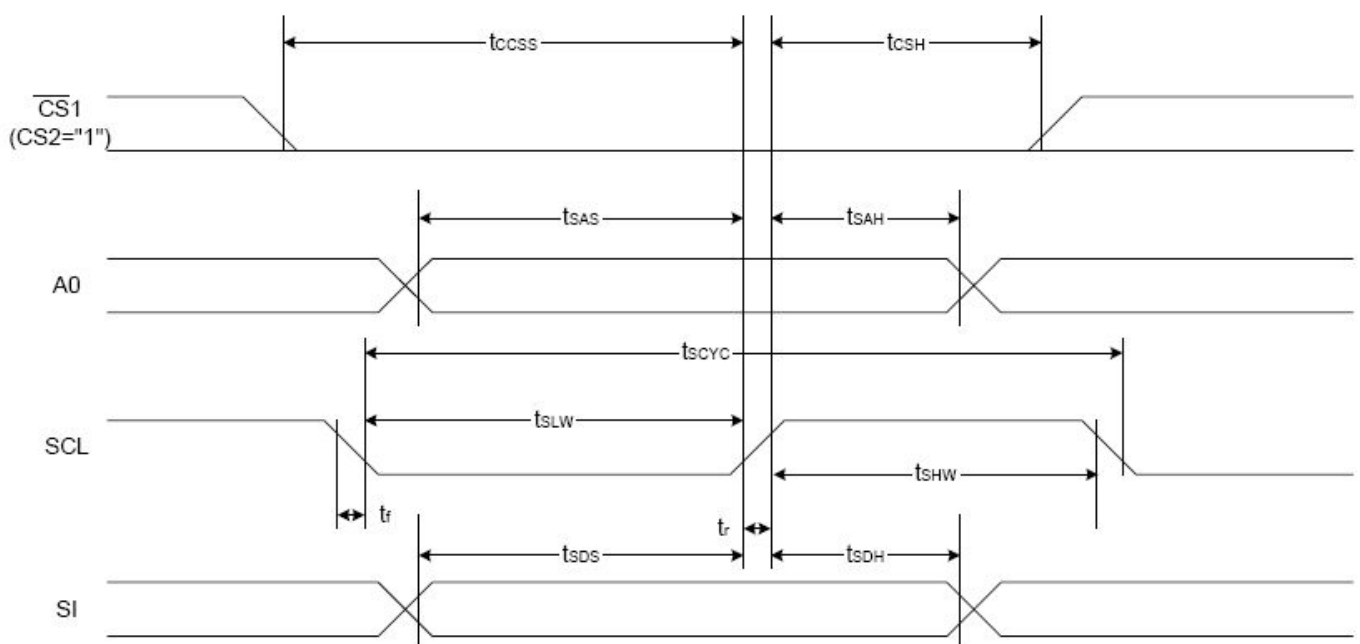 tCCSS
tCSH
CS1
(CS2="1")
tSAS
tSAH
A0
tSCYC
tSLW
SCL
tSHW
tf
tr
tSDS
tSDH
SI